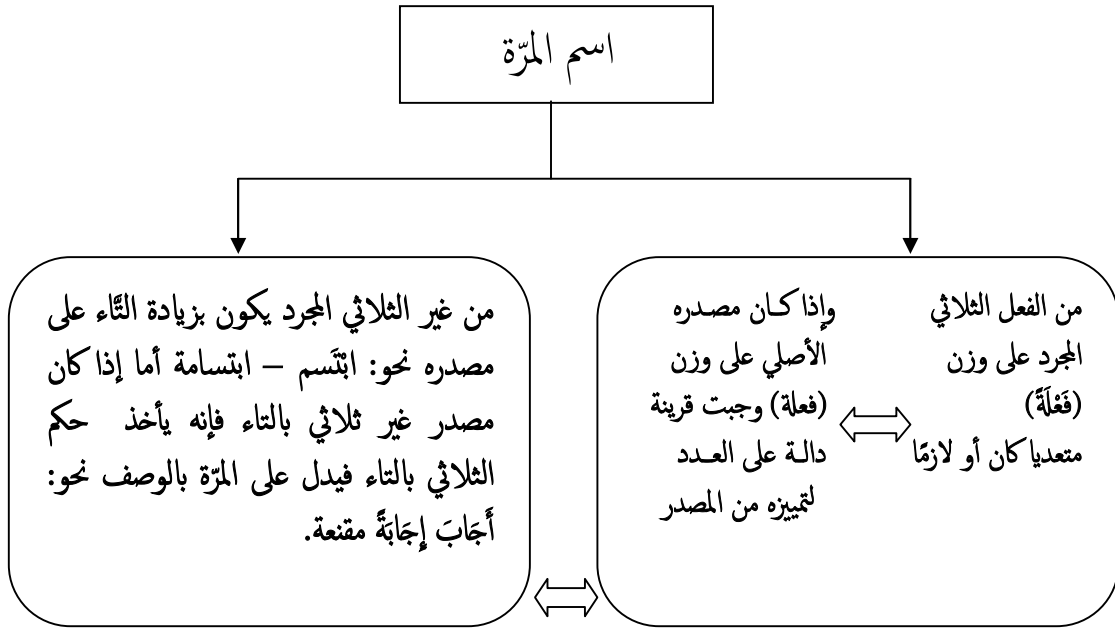 اسم المرّة
من الفعل الثلاثي
المجرد على وزن
(فَعْلَةً)
متعديا كان أو لازمًا
وإذا كان مصدره
الأصلي على وزن
(فعلة) وجبت قرينة
دالة على العدد
لتمييزه من المصدر
من غير الثلاثي المجرد يكون بزيادة التَّاء على
مصدره نحو: ابْتَسم – ابتسامة أما إذا كان
مصدر غير ثلاثي بالتاء فإنه يأخذ حكم
الثلاثي بالتاء فيدل على المرّة بالوصف نحو:
أَجَابَ إِجَابَةً مقنعة.